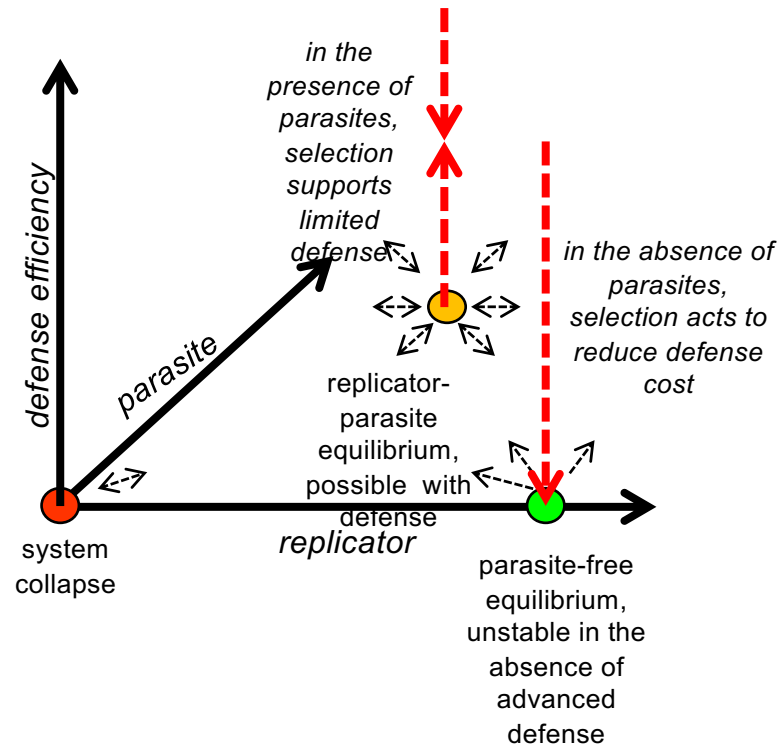 in the
presence of
parasites,
selection
supports
limited
defense
defense efficiency
parasite
in the absence of
parasites,
selection acts to
reduce defense
cost
replicator-
parasite
equilibrium,
possible with
defense
replicator
system
collapse
parasite-free
equilibrium,
unstable in the
absence of
advanced
defense